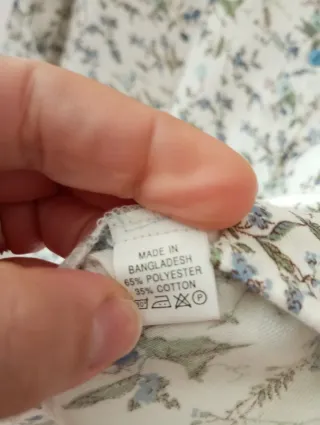 MADE IN
BANGLADESH
65% POLYESTER
35% COTTON
P